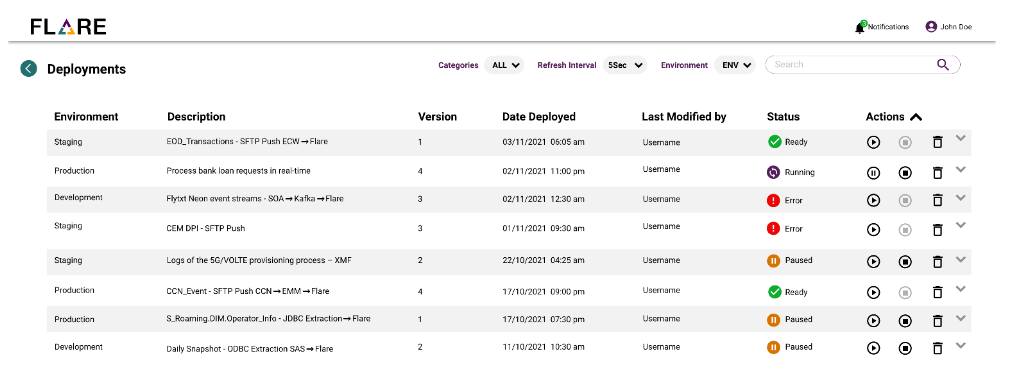 FLARE
Notifications John Doe
Deployments
Categories ALL Refresh Interval 5Sec Environment ENV Search
Environment Description Version Date Deployed Last Modified by Status Actions
Staging EOD_Transactions - SFTP Push ECW → Flare 1 03/11/2021 06:05 am Username Ready
Production Process bank loan requests in real-time 4 02/11/2021 11:00 pm Username Running
Development Flytxt Neon event streams - SOA → Kafka → Flare 3 02/11/2021 12:30 am Username Error
Staging CEM DPI - SFTP Push 3 01/11/2021 09:30 am Username Error
Staging Logs of the 5G/VOLTE provisioning process – XMF 2 22/10/2021 04:25 am Username Paused
Production CCN_Event - SFTP Push CCN → EMM → Flare 4 17/10/2021 09:00 pm Username Ready
Production S_Roaming.DIM.Operator_Info - JDBC Extraction → Flare 1 17/10/2021 07:30 pm Username Paused
Development Daily Snapshot - ODBC Extraction SAS → Flare 2 11/10/2021 10:30 am Username Paused